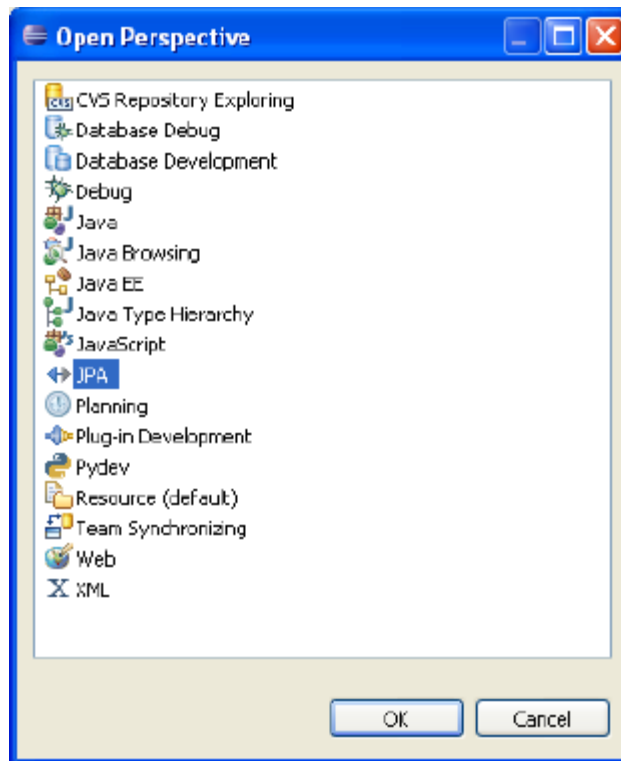 Open Perspective
CVS Repository Exploring
Database Debug
Database Development
Debug
Java
Java Browsing
Java EE
Java Type Hierarchy
JavaScript
JPA
Planning
Plug-in Development
Pydev
Resource (default)
Team Synchronizing
Web
XML
OK
Cancel